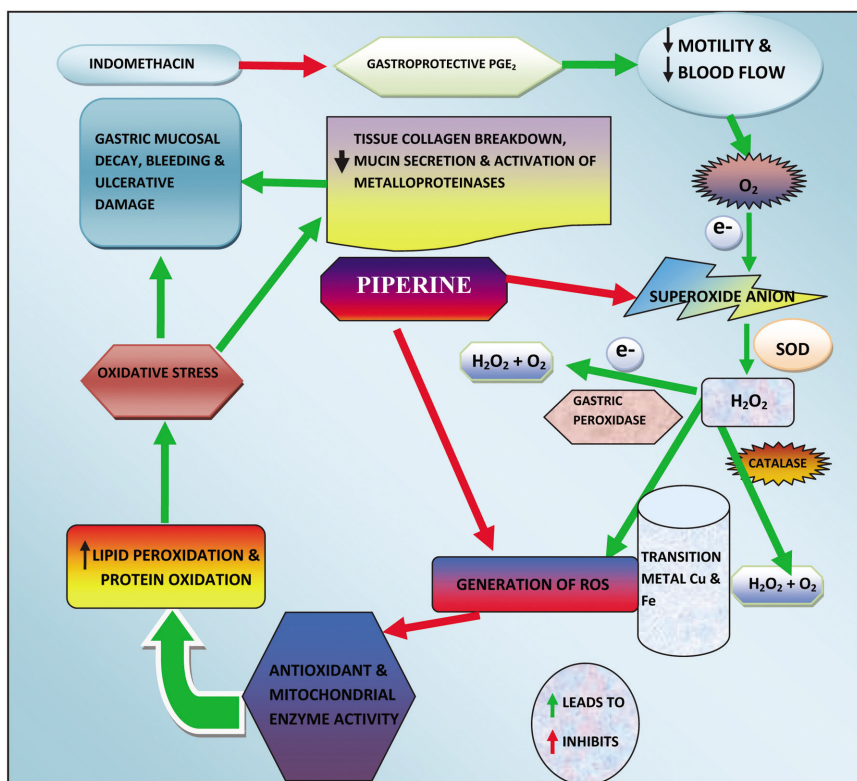 INDOMETHACIN
GASTROPROTECTIVE PGE₂
↓ MOTILITY &
↓ BLOOD FLOW
GASTRIC MUCOSAL
DECAY, BLEEDING &
ULCERATIVE
DAMAGE
TISSUE COLLAGEN BREAKDOWN,
↓ MUCIN SECRETION & ACTIVATION OF
METALLOPROTEINASES
O₂
e-
PIPERINE
SUPEROXIDE ANION
SOD
e-
H₂O₂ + O₂
OXIDATIVE STRESS
GASTRIC
PEROXIDASE
H₂O₂
CATALASE
↑ LIPID PEROXIDATION &
PROTEIN OXIDATION
GENERATION OF ROS
TRANSITION
METAL Cu &
Fe
H₂O₂ + O₂
ANTIOXIDANT &
MITOCHONDRIAL
ENZYME ACTIVITY
↑ LEADS TO
↑ INHIBITS